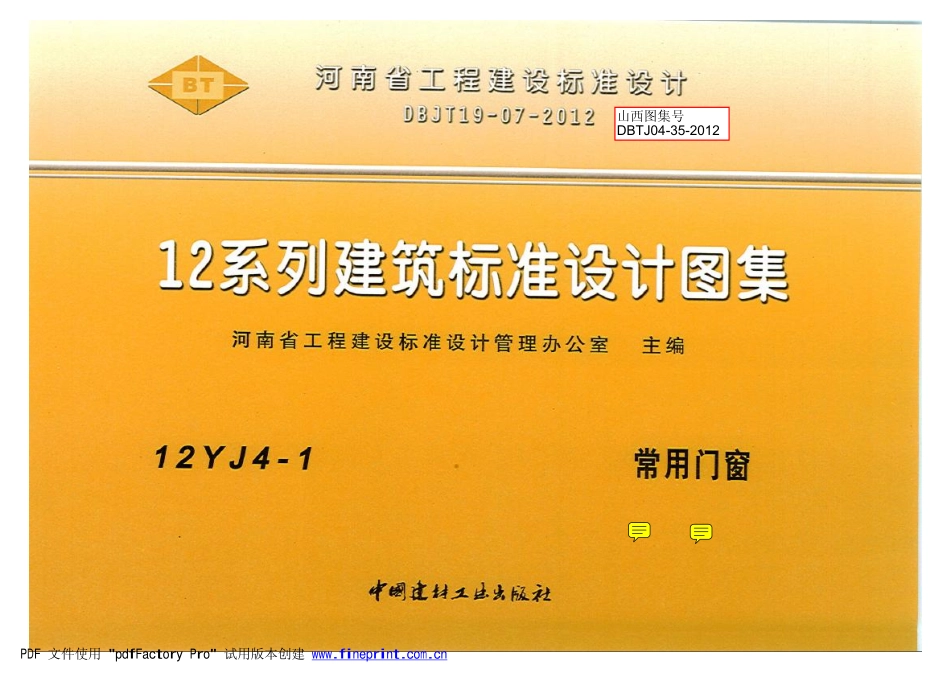 BT
河南省工程建设标准设计
DBJT19-07-2012
山西图集号
DBTJ04-35-2012
12系列建筑标准设计图集
河南省工程建设标准设计管理办公室 主编
12YJ4-1
常用门窗
中国建材工业出版社
PDF 文件使用 "pdfFactory Pro" 试用版本创建 www.fineprint.com.cn